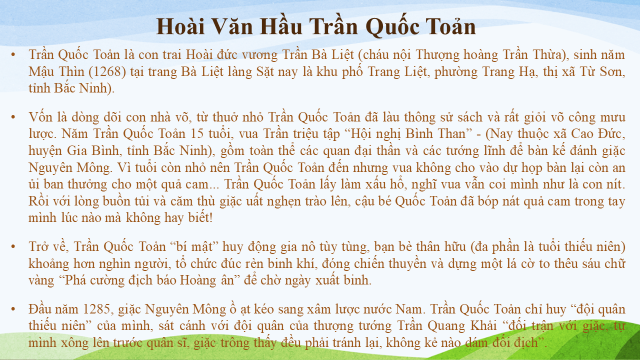 Hoài Văn Hầu Trần Quốc Toản
• Trần Quốc Toản là con trai Hoài đức vương Trần Bà Liệt (cháu nội Thượng hoàng Trần Thừa), sinh năm
Mậu Thìn (1268) tại trang Bà Liệt làng Sặt nay là khu phố Trang Liệt, phường Trang Hạ, thị xã Từ Sơn,
tỉnh Bắc Ninh).
• Vốn là dòng dõi con nhà võ, từ thuở nhỏ Trần Quốc Toản đã làu thông sử sách và rất giỏi võ công mưu
lược. Năm Trần Quốc Toản 15 tuổi, vua Trần triệu tập “Hội nghị Bình Than” - (Nay thuộc xã Cao Đức,
huyện Gia Bình, tỉnh Bắc Ninh), gồm toàn thể các quan đại thần và các tướng lĩnh để bàn kế đánh giặc
Nguyên Mông. Vì tuổi còn nhỏ nên Trần Quốc Toản đến nhưng vua không cho vào dự họp bàn lại còn an
ủi ban thưởng cho một quả cam... Trần Quốc Toản lấy làm xấu hổ, nghĩ vua vẫn coi mình như là con nít.
Rồi với lòng buồn tủi và căm thù giặc uất nghẹn trào lên, cậu bé Quốc Toản đã bóp nát quả cam trong tay
mình lúc nào mà không hay biết!
• Trở về, Trần Quốc Toản “bí mật” huy động gia nô tùy tùng, bạn bè thân hữu (đa phần là tuổi thiếu niên)
khoảng hơn nghìn người, tổ chức đúc rèn binh khí, đóng chiến thuyền và dựng một lá cờ to thêu sáu chữ
vàng “Phá cường địch báo Hoàng ân” để chờ ngày xuất binh.
• Đầu năm 1285, giặc Nguyên Mông ồ ạt kéo sang xâm lược nước Nam. Trần Quốc Toản chỉ huy “đội quân
thiếu niên” của mình, sát cánh với đội quân của thượng tướng Trần Quang Khải “đối trận với giặc, tự
mình xông lên trước quân sĩ, giặc trông thấy đều phải tránh lại, không kẻ nào dám đối địch”.